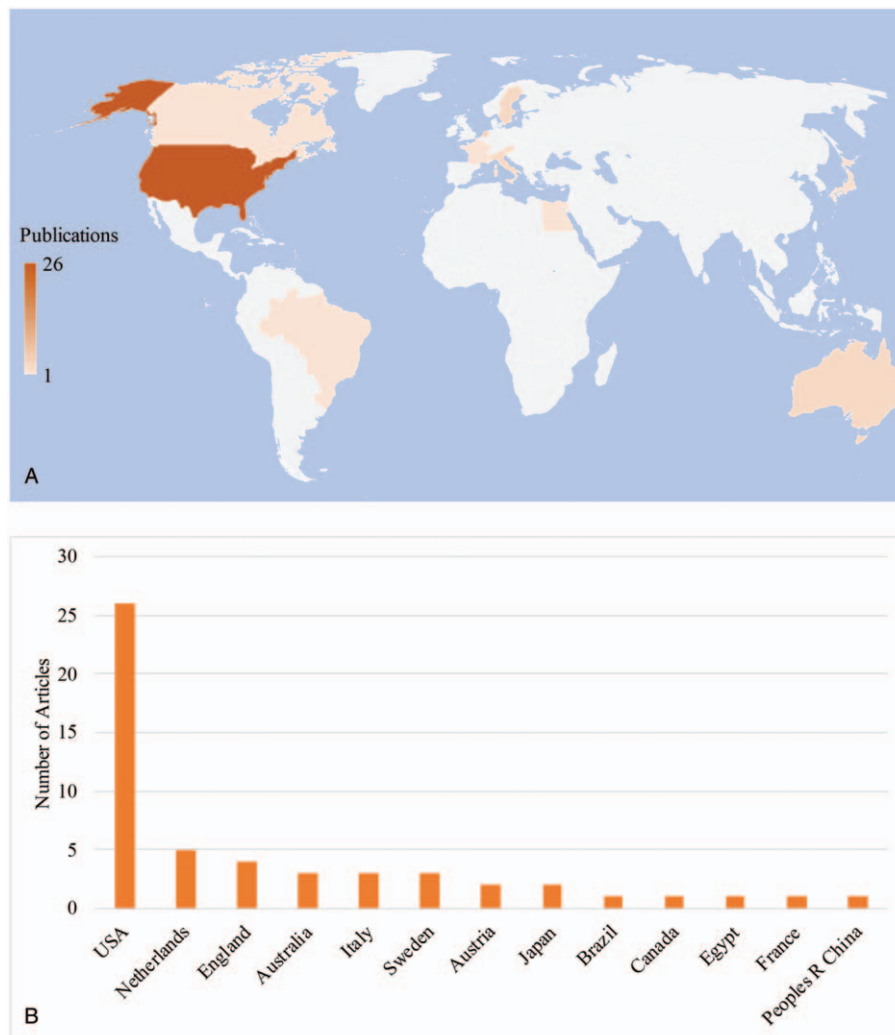 Publications
26
1
A
30
25
20
15
10
5
0
Number of Articles
USA
Netherlands
England
Australia
Italy
Sweden
Austria
Japan
Brazil
Canada
Egypt
France
Peoples R China
B